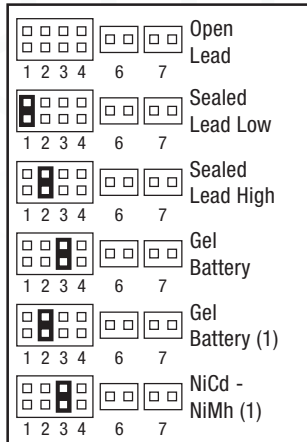 Open
Lead
1 2 3 4 6 7
Sealed
Lead Low
1 2 3 4 6 7
Sealed
Lead High
1 2 3 4 6 7
Gel
Battery
1 2 3 4 6 7
Gel
Battery (1)
1 2 3 4 6 7
NiCd -
NiMh (1)
1 2 3 4 6 7